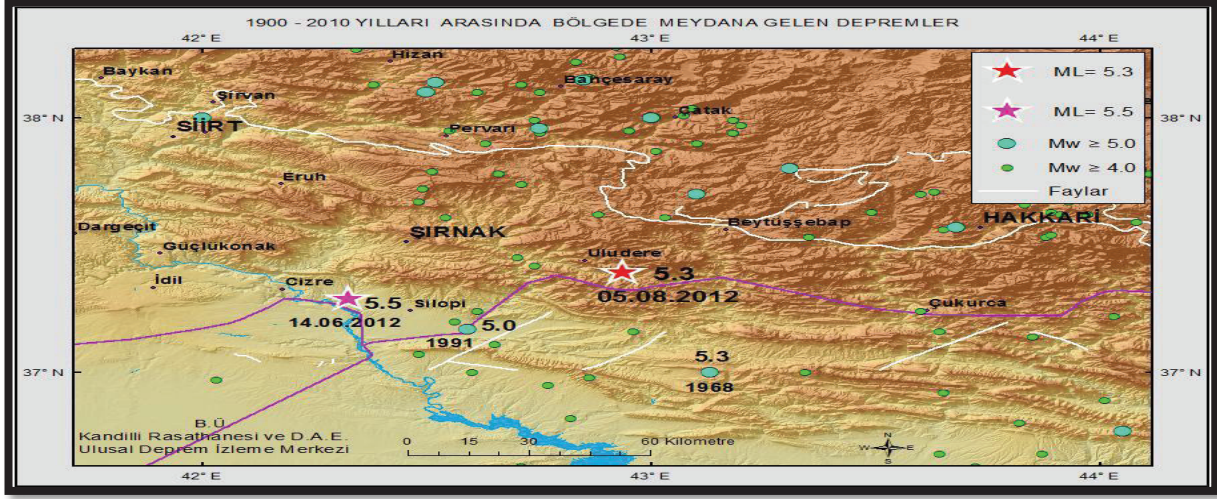 1900 - 2010 YILLARI ARASINDA BÖLGEDE MEYDANA GELEN DEPREMLER
42° E
43° E
44° E
Hizan
Baykan
Bahçesaray
ML= 5.3
Şirvan
Çatak
ML= 5.5
38° N
38° N
SİİRT
Pervari
Mw ≥ 5.0
Mw ≥ 4.0
Eruh
Faylar
Dargeçit
ŞIRNAK
Beytüşşebap
HAKKARİ
Güçlükonak
Uludere
İdil
Cizre
5.3
05.08.2012
5.5
Silopi
Çukurca
14.06.2012
5.0
1991
5.3
37° N
37° N
1968
B.Ü
Kandilli Rasathanesi ve D.A.E.
Ulusal Deprem İzleme Merkezi
0 15 30 60 Kilometre
N
W E
S
42° E
43° E
44° E